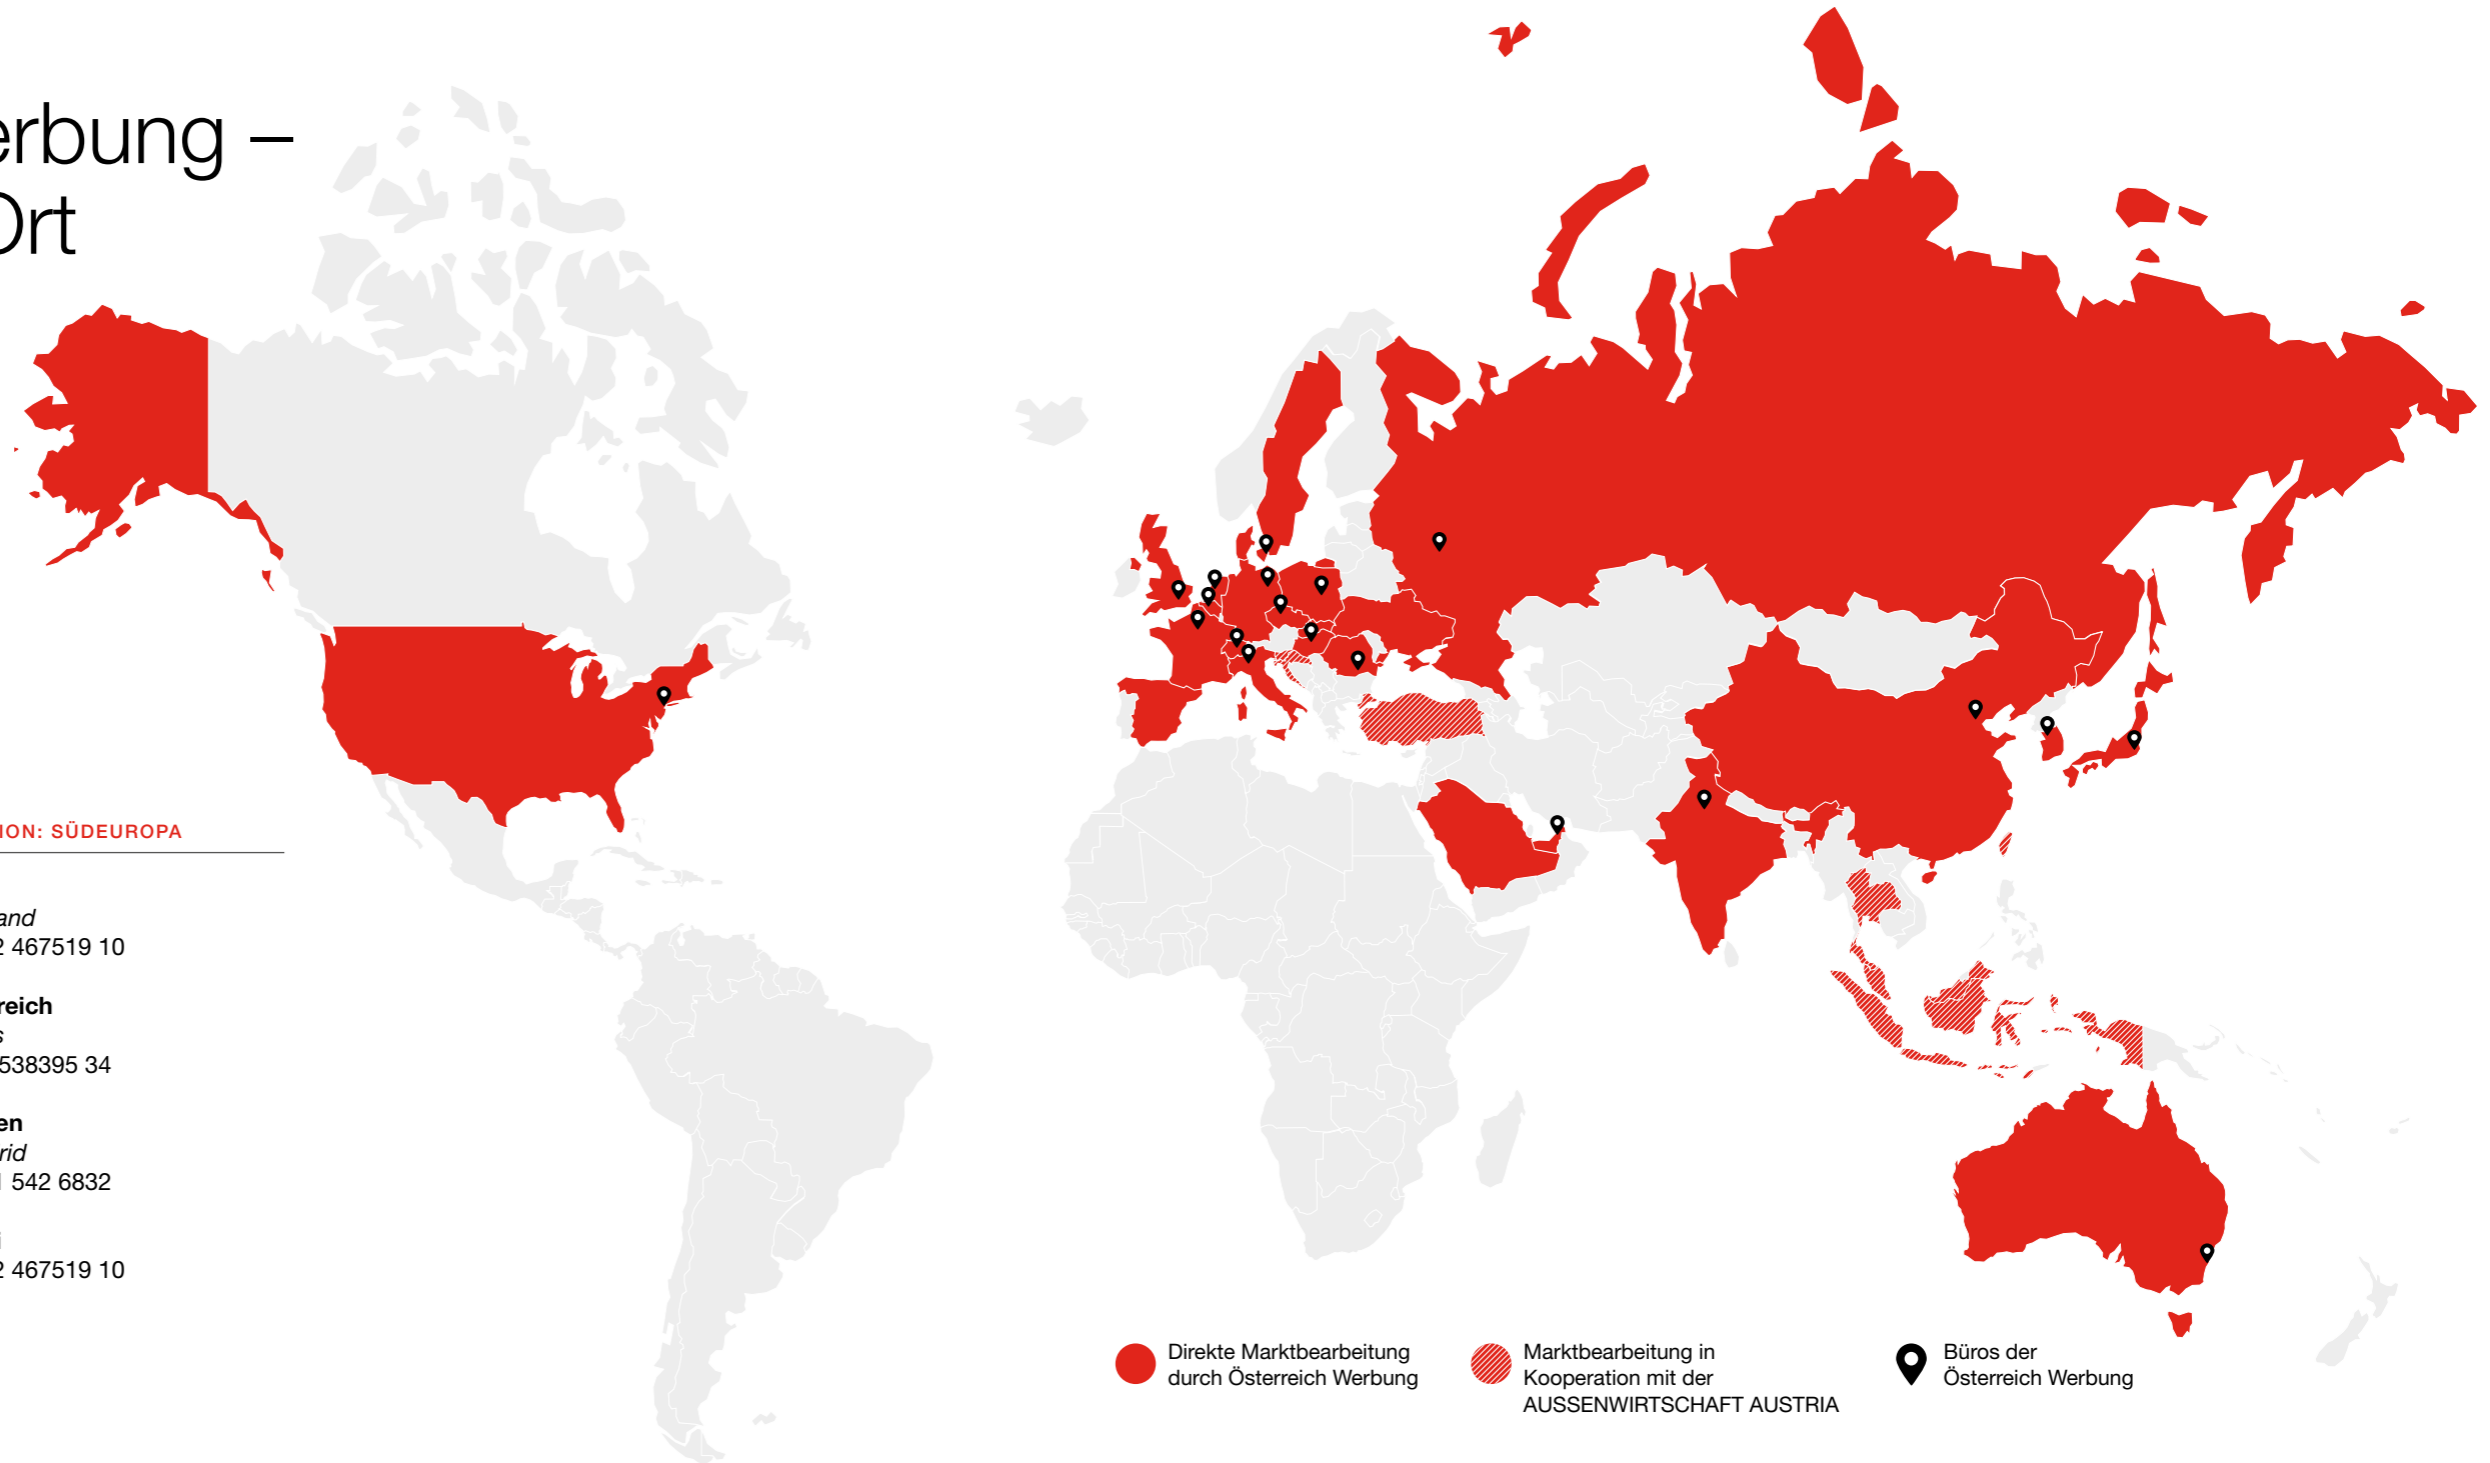 erbung –
Ort
ION: SÜDEUROPA
and
2 467519 10
reich
s
538395 34
en
rid
1 542 6832
i
2 467519 10
Direkte Marktbearbeitung
durch Österreich Werbung
Marktbearbeitung in
Kooperation mit der
AUSSENWIRTSCHAFT AUSTRIA
Büros der
Österreich Werbung